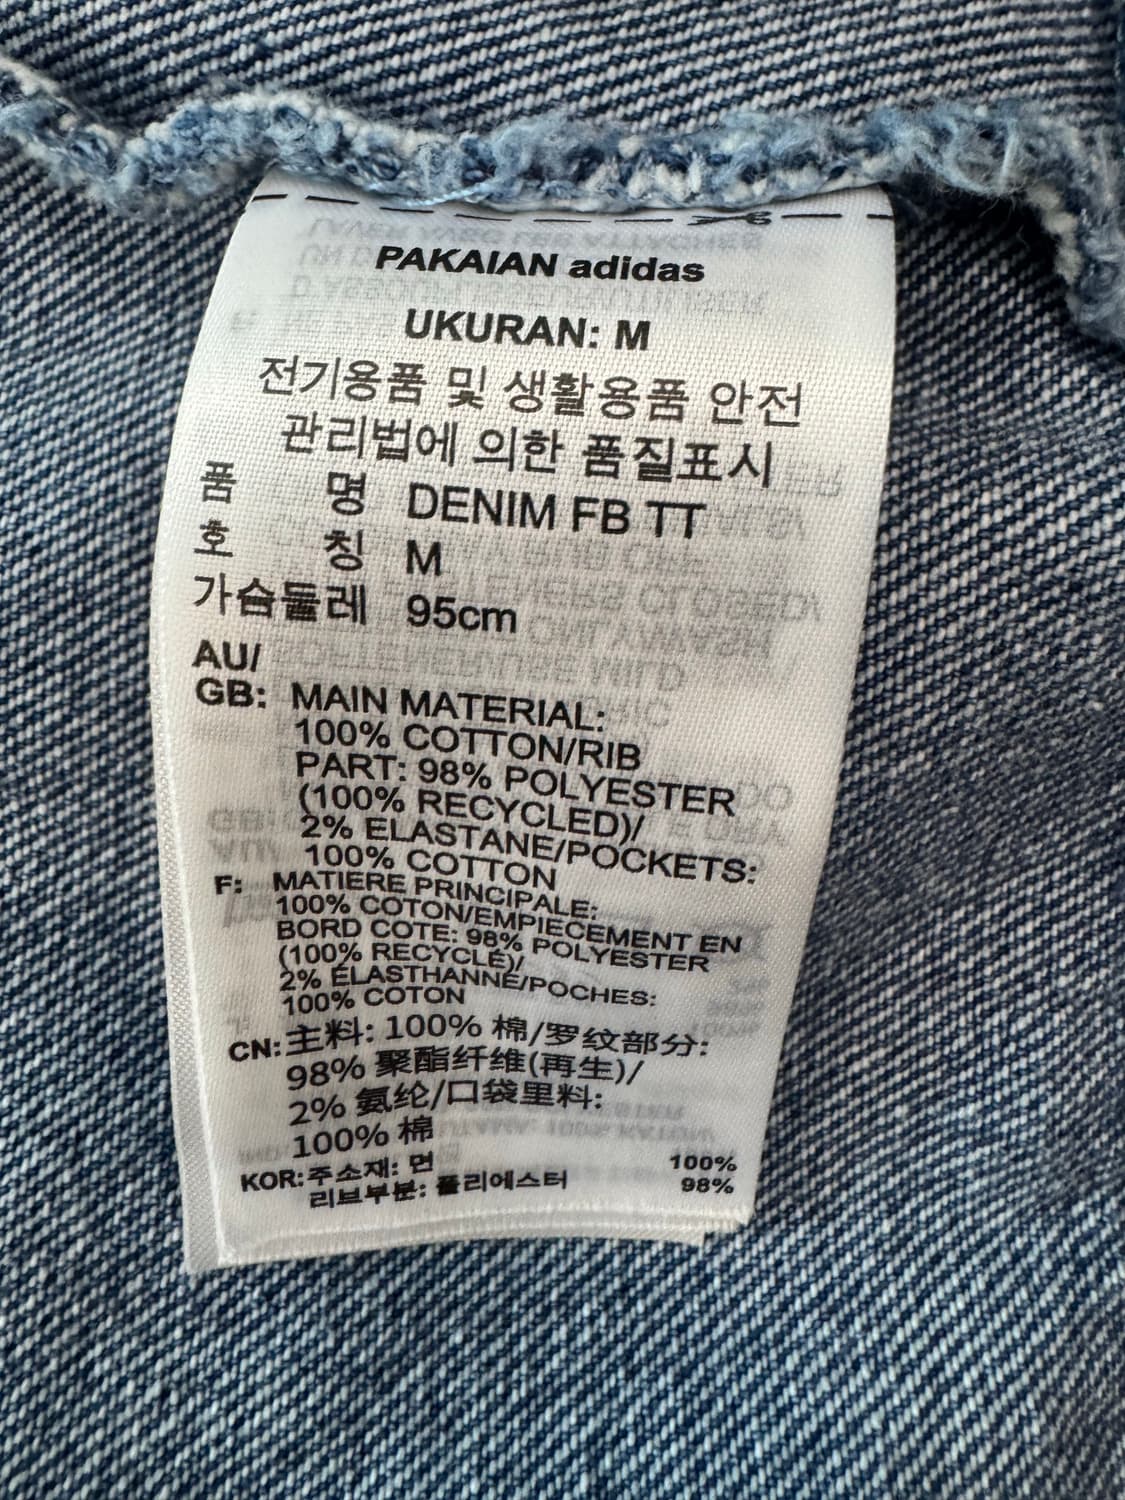 PAKAIAN adidas
UKURAN: M
전기용품 및 생활용품 안전
관리법에 의한 품질표시
품 명 DENIM FB TT
호 칭 M
가슴둘레 95cm
AU/
GB: MAIN MATERIAL:
100% COTTON/RIB
PART: 98% POLYESTER
(100% RECYCLED)/
2% ELASTANE/POCKETS:
100% COTTON
F: MATIERE PRINCIPALE:
100% COTON/EMPIECEMENT EN
BORD COTE: 98% POLYESTER
(100% RECYCLÉ)/
2% ÉLASTHANNE/POCHES:
100% COTON
CN: 主料: 100% 棉/罗纹部分:
98% 聚酯纤维(再生)/
2% 氨纶/口袋里料:
100% 棉
KOR: 주소재: 면 100%
리브부분: 폴리에스터 98%